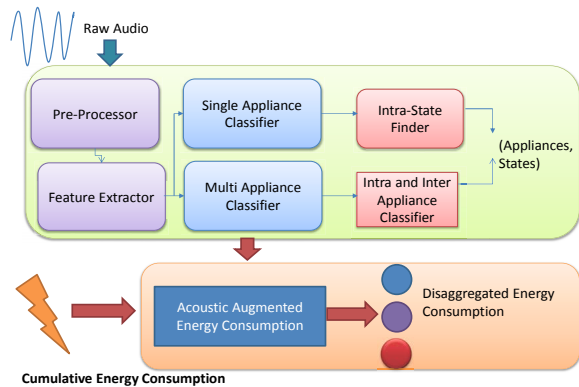 Raw Audio
Pre-Processor
Single Appliance
Classifier
Intra-State
Finder
(Appliances,
States)
Feature Extractor
Multi Appliance
Classifier
Intra and Inter
Appliance
Classifier
Acoustic Augmented
Energy Consumption
Disaggregated Energy
Consumption
Cumulative Energy Consumption